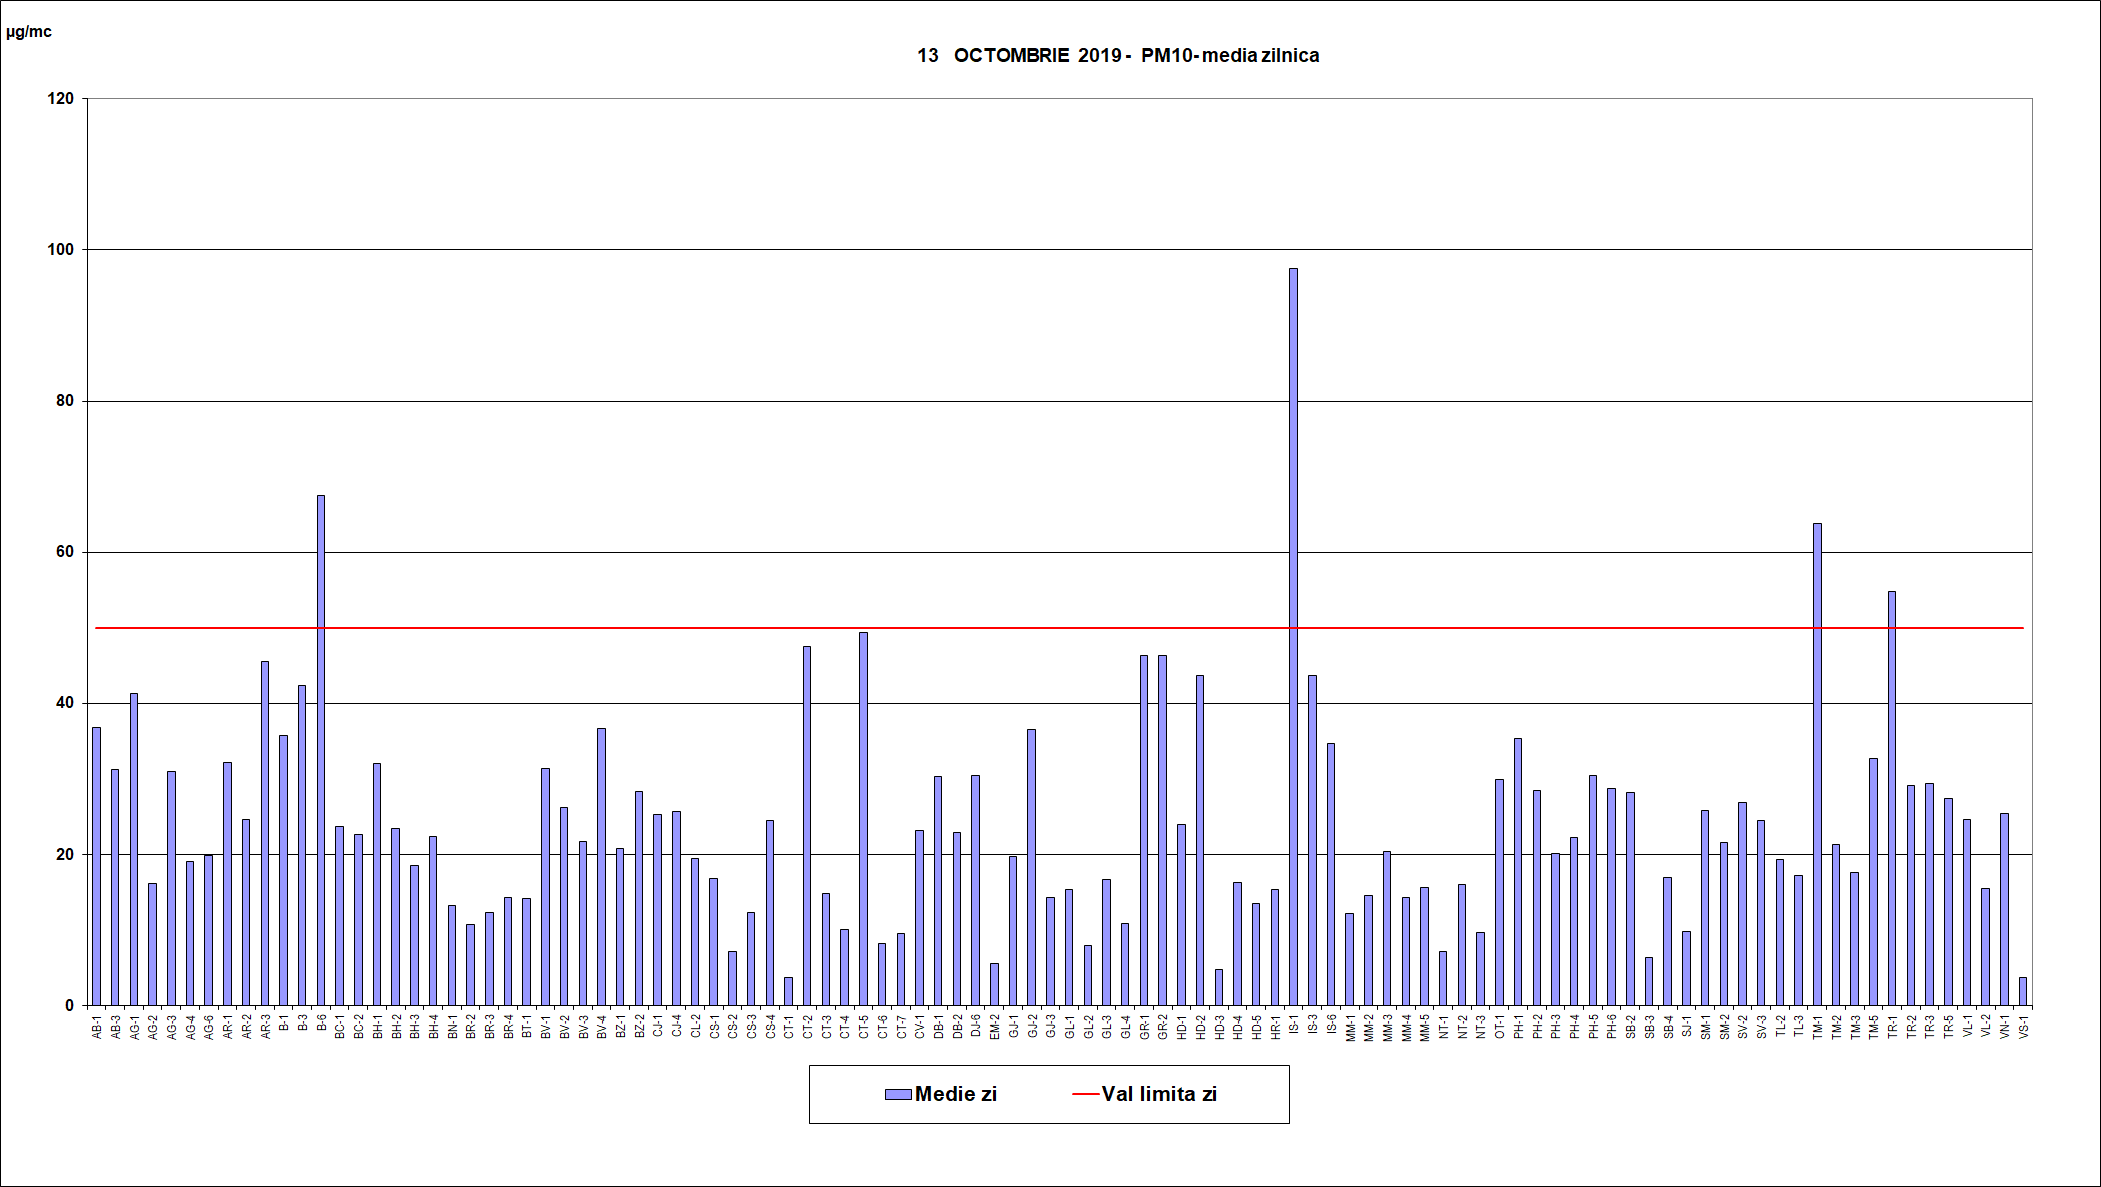 µg/mc
13 OCTOMBRIE 2019 - PM10- media zilnica
120
100
80
60
40
20
0
AB-1 AB-3 AG-1 AG-2 AG-3 AG-4 AG-6 AR-1 AR-2 AR-3 B-1 B-3 B-6 BC-1 BC-2 BH-1 BH-2 BH-3 BH-4 BN-1 BR-2 BR-3 BR-4 BT-1 BV-1 BV-2 BV-3 BV-4 BZ-1 BZ-2 CJ-1 CJ-4 CL-2 CS-1 CS-2 CS-3 CS-4 CT-1 CT-2 CT-3 CT-4 CT-5 CT-6 CT-7 CV-1 DB-1 DB-2 DJ-6 EM-2 GJ-1 GJ-2 GJ-3 GL-1 GL-2 GL-3 GL-4 GR-1 GR-2 HD-1 HD-2 HD-3 HD-4 HD-5 HR-1 IS-1 IS-3 IS-6 MM-1 MM-2 MM-3 MM-4 MM-5 NT-1 NT-2 NT-3 OT-1 PH-1 PH-2 PH-3 PH-4 PH-5 PH-6 SB-2 SB-3 SB-4 SJ-1 SM-1 SM-2 SV-2 SV-3 TL-2 TL-3 TM-1 TM-2 TM-3 TM-5 TR-1 TR-2 TR-3 TR-5 VL-1 VL-2 VN-1 VS-1
Medie zi Val limita zi